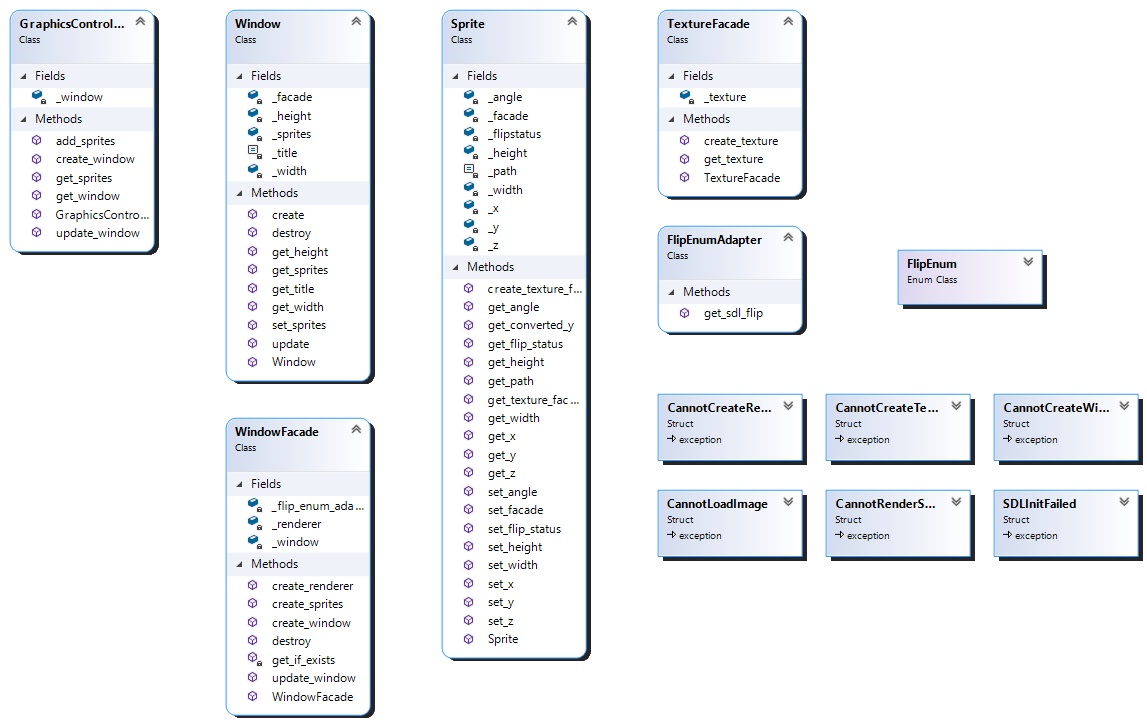 GraphicsControl...
Class
Fields
_window
Methods
add_sprites
create_window
get_sprites
get_window
GraphicsContro...
update_window
Window
Class
Fields
_facade
_height
_sprites
_title
_width
Methods
create
destroy
get_height
get_sprites
get_title
get_width
set_sprites
update
Window
WindowFacade
Class
Fields
_flip_enum_ada...
_renderer
_window
Methods
create_renderer
create_sprites
create_window
destroy
get_if_exists
update_window
WindowFacade
Sprite
Class
Fields
_angle
_facade
_flipstatus
_height
_path
_width
_x
_y
_z
Methods
create_texture_f...
get_angle
get_converted_y
get_flip_status
get_height
get_path
get_texture_fac...
get_width
get_x
get_y
get_z
set_angle
set_facade
set_flip_status
set_height
set_width
set_x
set_y
set_z
Sprite
TextureFacade
Class
Fields
_texture
Methods
create_texture
get_texture
TextureFacade
FlipEnumAdapter
Class
Methods
get_sdl_flip
FlipEnum
Enum Class
CannotCreateRe...
Struct
exception
CannotCreateTe...
Struct
exception
CannotCreateWi...
Struct
exception
CannotLoadImage
Struct
exception
CannotRenderS...
Struct
exception
SDLInitFailed
Struct
exception